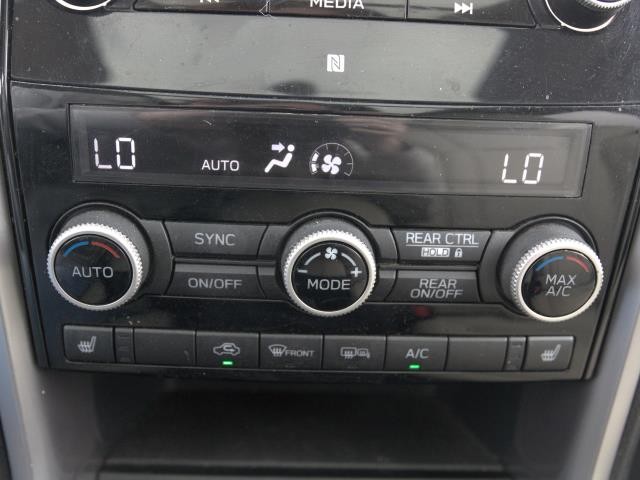 MEDIA
N
LO AUTO LO
SYNC REAR CTRL
HOLD
AUTO MODE MAX
A/C
ON/OFF REAR
ON/OFF
FRONT A/C